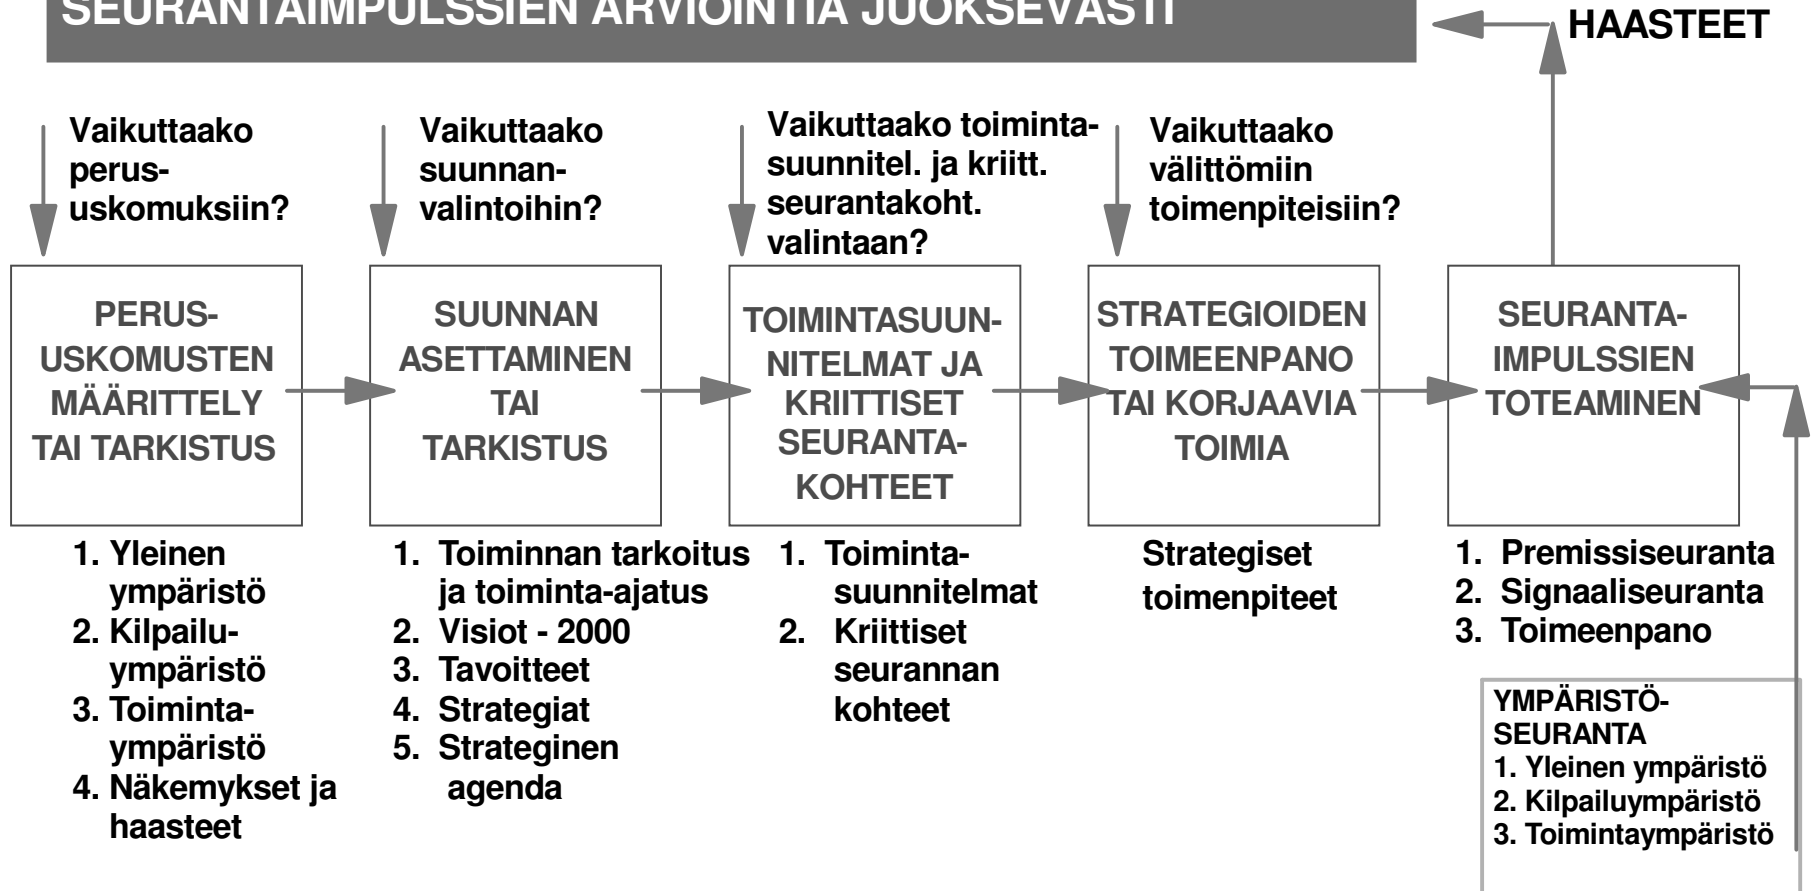 SEURANTAIMPULSSIEN ARVIOINTIA JUOKSEVASTI
HAASTEET
Vaikuttaako
perus-
uskomuksiin?
Vaikuttaako
suunnan-
valintoihin?
Vaikuttaako toiminta-
suunnitel. ja kriitt.
seurantakoht.
valintaan?
Vaikuttaako
välittömiin
toimenpiteisiin?
PERUS-
USKOMUSTEN
MÄÄRITTELY
TAI TARKISTUS
SUUNNAN
ASETTAMINEN
TAI
TARKISTUS
TOIMINTASUUN-
NITELMAT JA
KRIITTISET
SEURANTA-
KOHTEET
STRATEGIOIDEN
TOIMEENPANO
TAI KORJAAVIA
TOIMIA
SEURANTA-
IMPULSSIEN
TOTEAMINEN
1. Yleinen
ympäristö
2. Kilpailu-
ympäristö
3. Toiminta-
ympäristö
4. Näkemykset ja
haasteet
1. Toiminnan tarkoitus
ja toiminta-ajatus
2. Visiot - 2000
3. Tavoitteet
4. Strategiat
5. Strateginen
agenda
1. Toiminta-
suunnitelmat
2. Kriittiset
seurannan
kohteet
Strategiset
toimenpiteet
1. Premissiseuranta
2. Signaaliseuranta
3. Toimeenpano
YMPÄRISTÖ-
SEURANTA
1. Yleinen ympäristö
2. Kilpailuympäristö
3. Toimintaympäristö